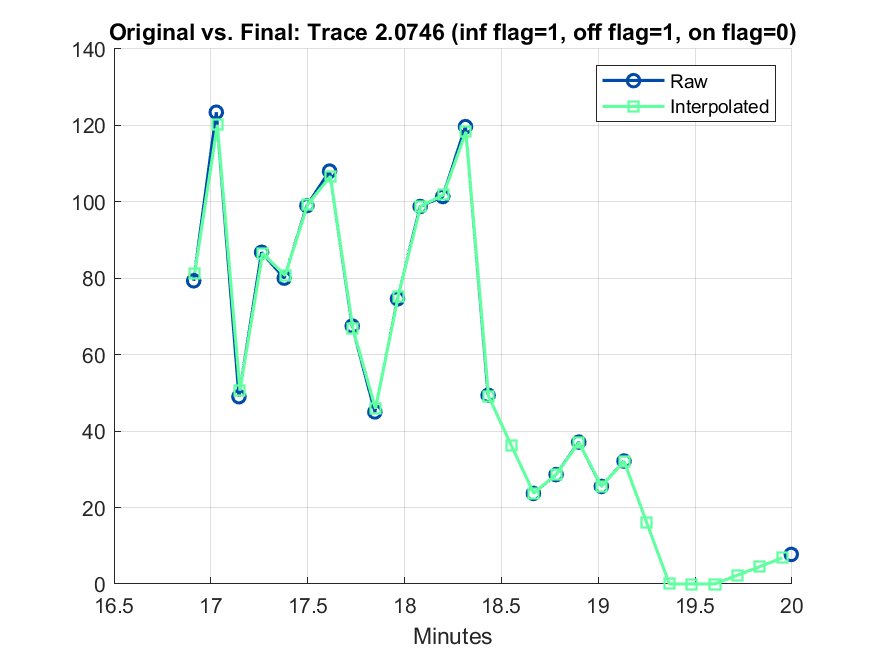 Original vs. Final: Trace 2.0746 (inf flag=1, off flag=1, on flag=0)
140
120
100
80
60
40
20
0
Raw
Interpolated
16.5 17 17.5 18 18.5 19 19.5 20
Minutes